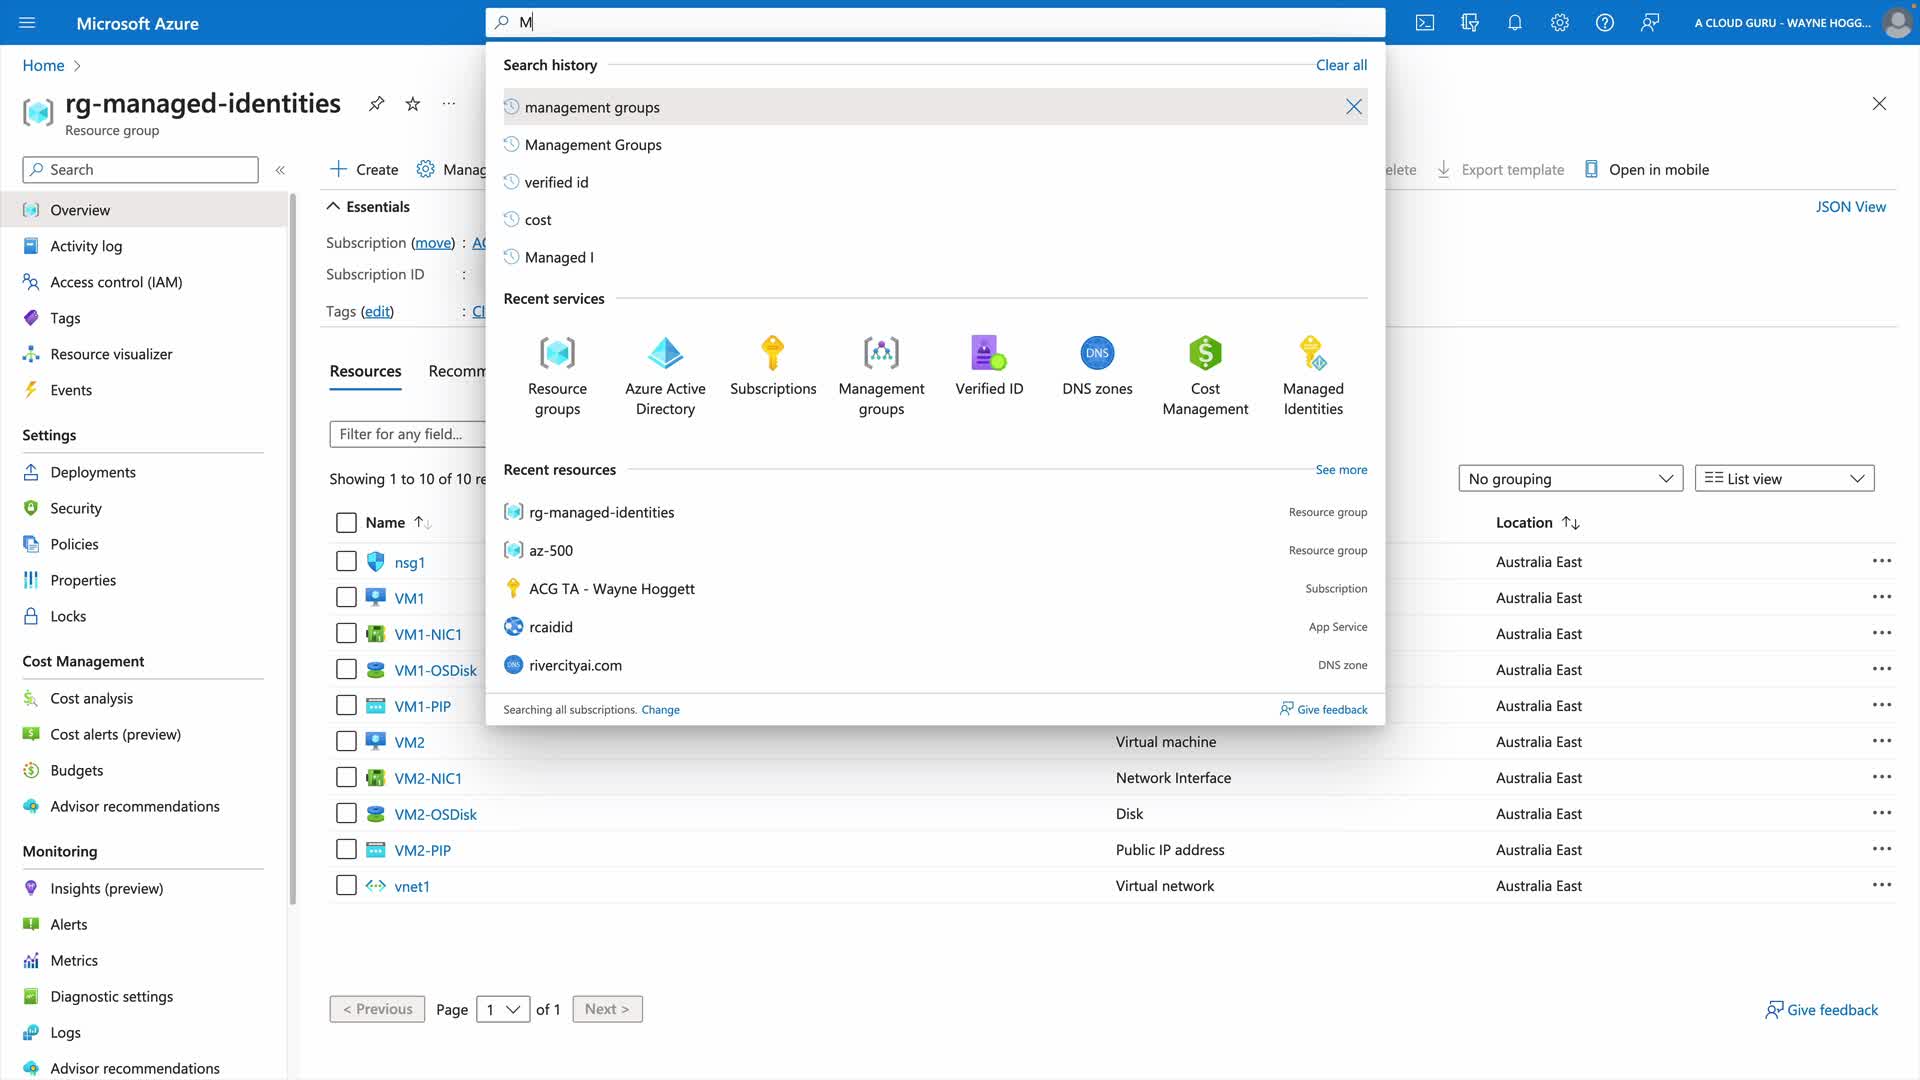 Microsoft Azure
M
A CLOUD GURU - WAYNE HOGG...
Home
rg-managed-identities
Resource group
Search
Overview
Activity log
Access control (IAM)
Tags
Resource visualizer
Events
Settings
Deployments
Security
Policies
Properties
Locks
Cost Management
Cost analysis
Cost alerts (preview)
Budgets
Advisor recommendations
Monitoring
Insights (preview)
Alerts
Metrics
Diagnostic settings
Logs
Advisor recommendations
Create
Manag
elete
Export template
Open in mobile
Essentials
JSON View
Subscription (move) : AC
Subscription ID :
Tags (edit) : Cl
Resources Recomm
Filter for any field...
Showing 1 to 10 of 10 re
No grouping
List view
Name
Location
nsg1 Australia East
VM1 Australia East
VM1-NIC1 Australia East
VM1-OSDisk Australia East
VM1-PIP Australia East
VM2 Virtual machine Australia East
VM2-NIC1 Network Interface Australia East
VM2-OSDisk Disk Australia East
VM2-PIP Public IP address Australia East
vnet1 Virtual network Australia East
< Previous Page 1 of 1 Next >
Give feedback
Search history
Clear all
management groups
Management Groups
verified id
cost
Managed I
Recent services
Resource groups
Azure Active Directory
Subscriptions
Management groups
Verified ID
DNS
DNS zones
Cost Management
Managed Identities
Recent resources
See more
rg-managed-identities Resource group
az-500 Resource group
ACG TA - Wayne Hoggett Subscription
rcaidid App Service
DNS rivercityai.com DNS zone
Searching all subscriptions. Change
Give feedback